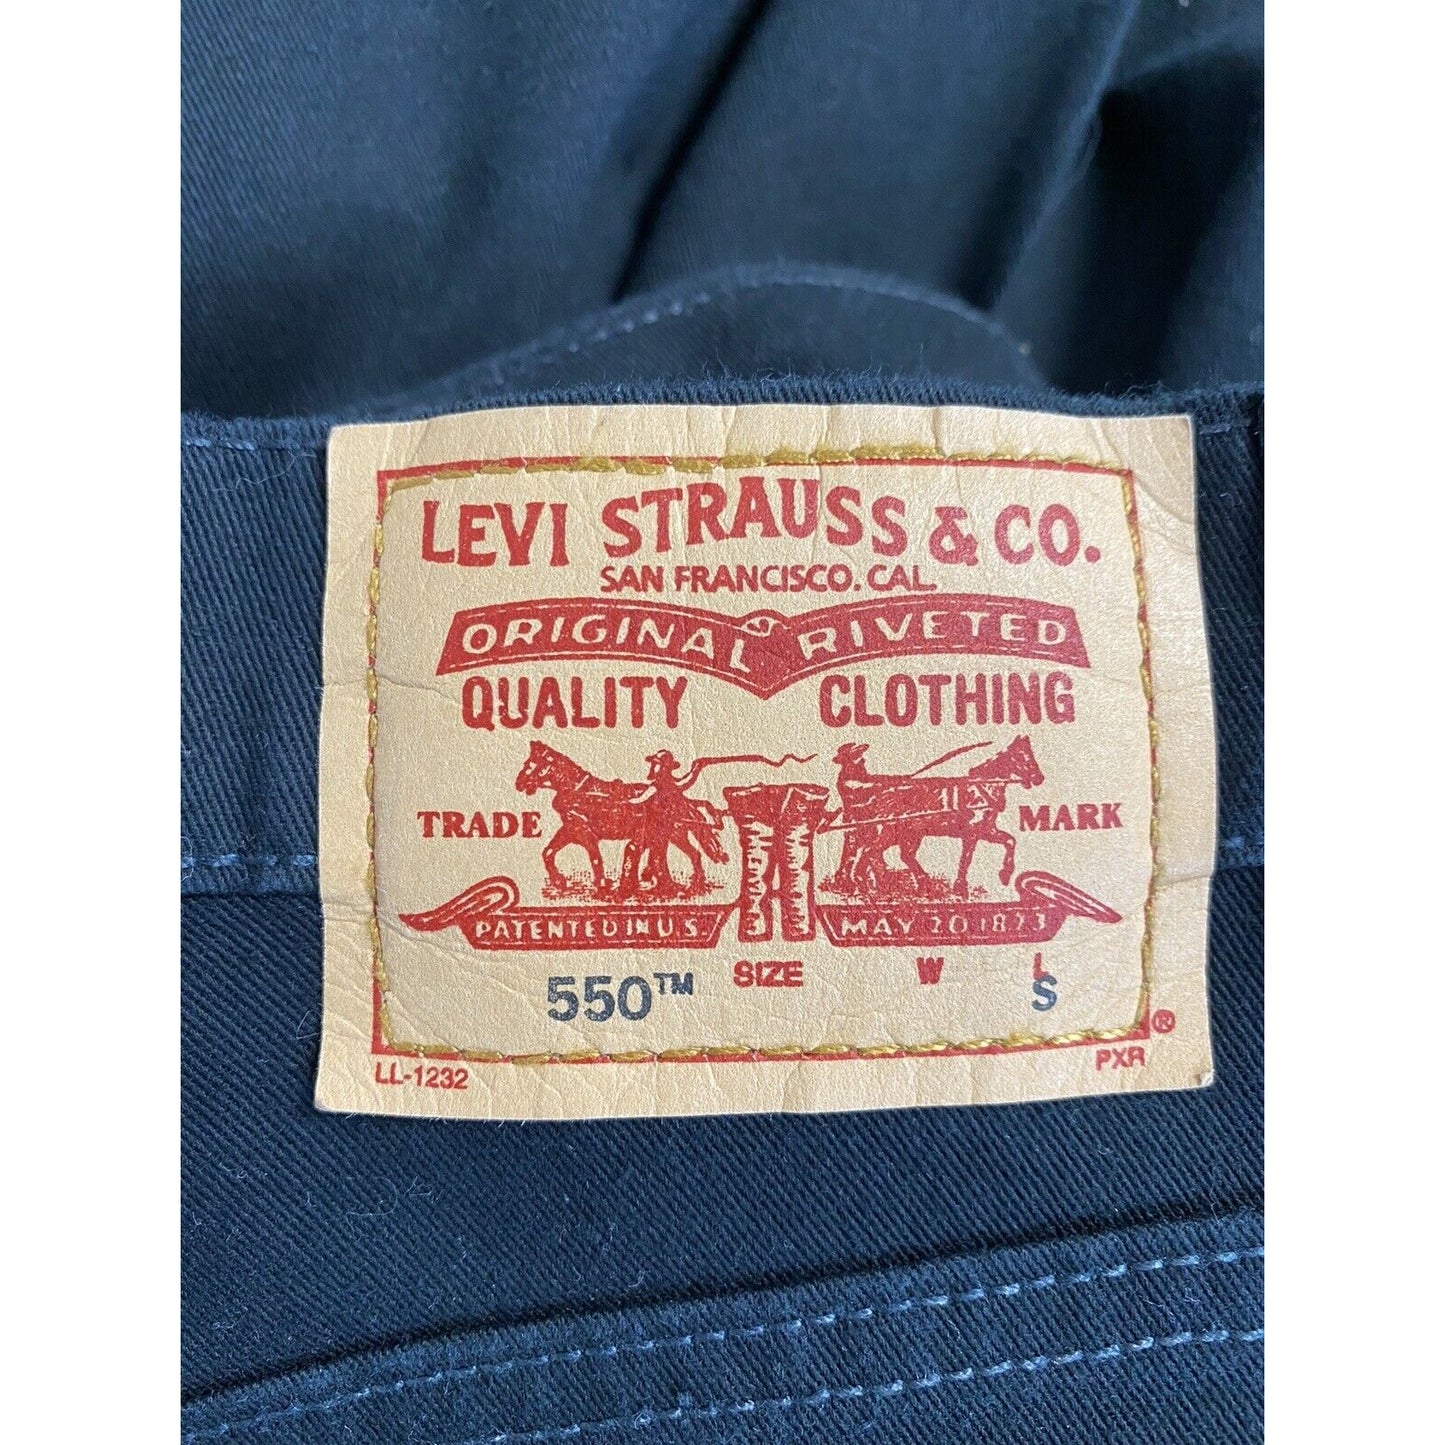 LEVI STRAUSS & CO.
SAN FRANCISCO. CAL.
ORIGINAL RIVETED
QUALITY CLOTHING
TRADE MARK
PATENTED IN U.S. MAY 20 1873
SIZE W L
550™ S
®
LL-1232 PXR